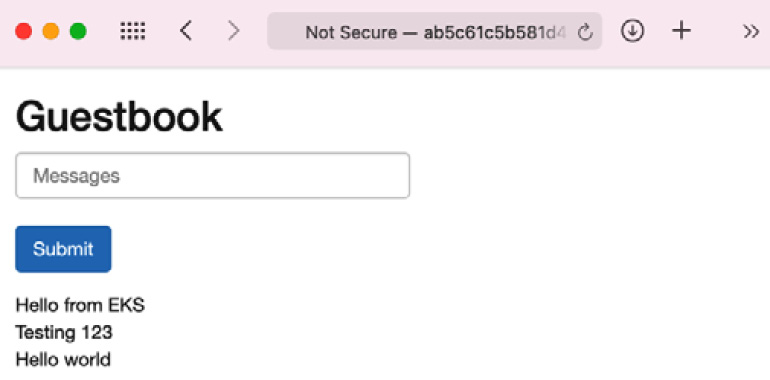 Not Secure — ab5c61c5b581d4
Guestbook
Messages
Submit
Hello from EKS
Testing 123
Hello world